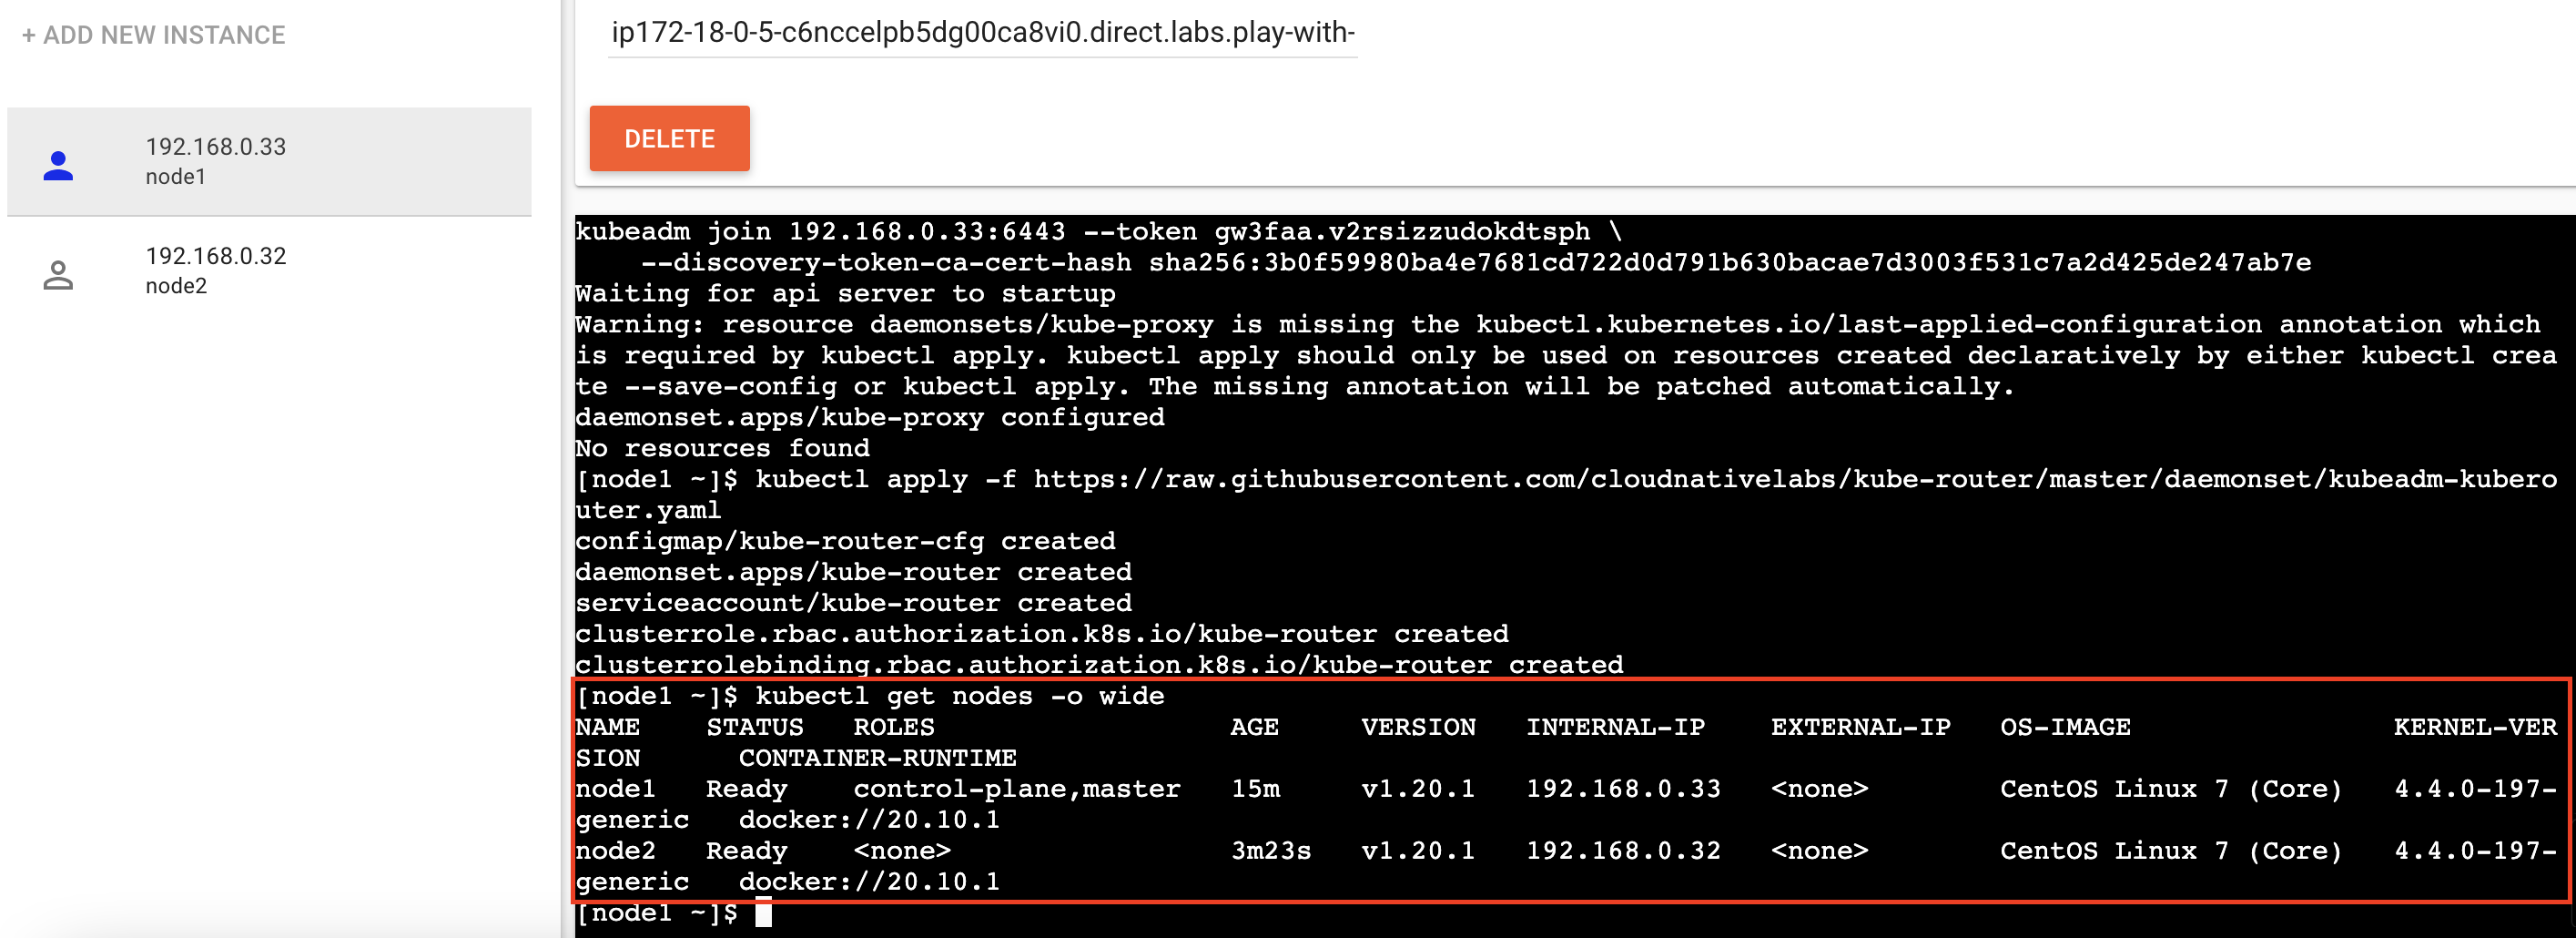 + ADD NEW INSTANCE
192.168.0.33
node1
192.168.0.32
node2
ip172-18-0-5-c6nccelpb5dg00ca8vi0.direct.labs.play-with-
DELETE
kubeadm join 192.168.0.33:6443 --token gw3faa.v2rsizzudokdtsph \
    --discovery-token-ca-cert-hash sha256:3b0f59980ba4e7681cd722d0d791b630bacae7d3003f531c7a2d425de247ab7e
Waiting for api server to startup
Warning: resource daemonsets/kube-proxy is missing the kubectl.kubernetes.io/last-applied-configuration annotation which
is required by kubectl apply. kubectl apply should only be used on resources created declaratively by either kubectl crea
te --save-config or kubectl apply. The missing annotation will be patched automatically.
daemonset.apps/kube-proxy configured
No resources found
[node1 ~]$ kubectl apply -f https://raw.githubusercontent.com/cloudnativelabs/kube-router/master/daemonset/kubeadm-kubero
uter.yaml
configmap/kube-router-cfg created
daemonset.apps/kube-router created
serviceaccount/kube-router created
clusterrole.rbac.authorization.k8s.io/kube-router created
clusterrolebinding.rbac.authorization.k8s.io/kube-router created
[node1 ~]$ kubectl get nodes -o wide
NAME    STATUS   ROLES                  AGE     VERSION   INTERNAL-IP    EXTERNAL-IP   OS-IMAGE                KERNEL-VER
SION      CONTAINER-RUNTIME
node1   Ready    control-plane,master   15m     v1.20.1   192.168.0.33   <none>        CentOS Linux 7 (Core)   4.4.0-197-
generic   docker://20.10.1
node2   Ready    <none>                 3m23s   v1.20.1   192.168.0.32   <none>        CentOS Linux 7 (Core)   4.4.0-197-
generic   docker://20.10.1
[node1 ~]$